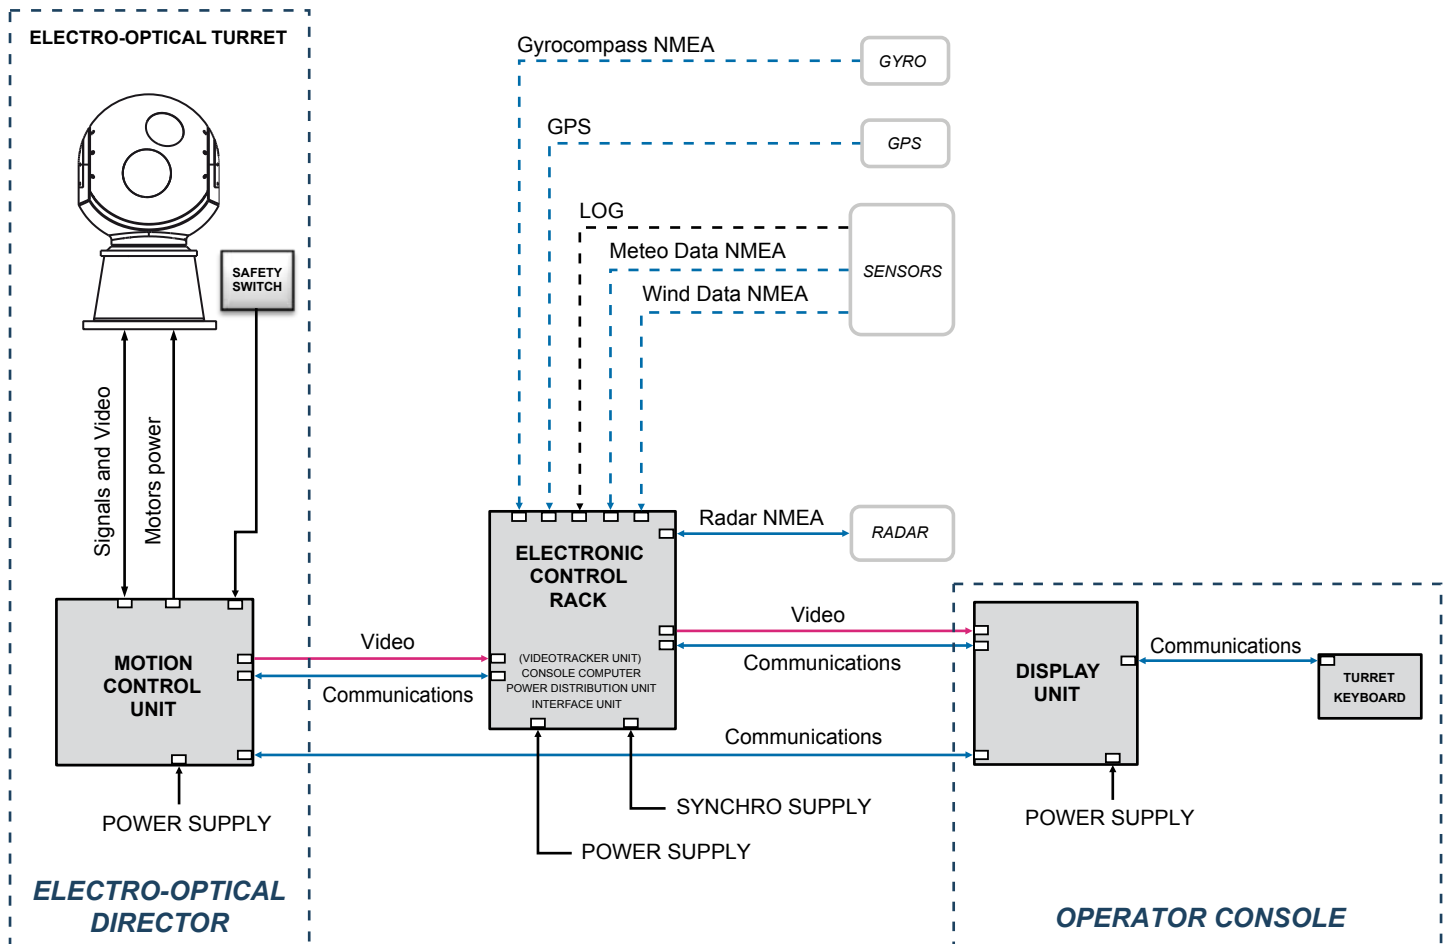 ELECTRO-OPTICAL TURRET
SAFETY
SWITCH
Signals and Video
Motors power
Gyrocompass NMEA
GYRO
GPS
GPS
LOG
Meteo Data NMEA
Wind Data NMEA
SENSORS
Radar NMEA
RADAR
ELECTRONIC
CONTROL
RACK
(VIDEOTRACKER UNIT)
CONSOLE COMPUTER
POWER DISTRIBUTION UNIT
INTERFACE UNIT
MOTION
CONTROL
UNIT
Video
Communications
Video
Communications
Communications
DISPLAY
UNIT
Communications
TURRET
KEYBOARD
POWER SUPPLY
SYNCHRO SUPPLY
POWER SUPPLY
POWER SUPPLY
ELECTRO-OPTICAL
DIRECTOR
OPERATOR CONSOLE